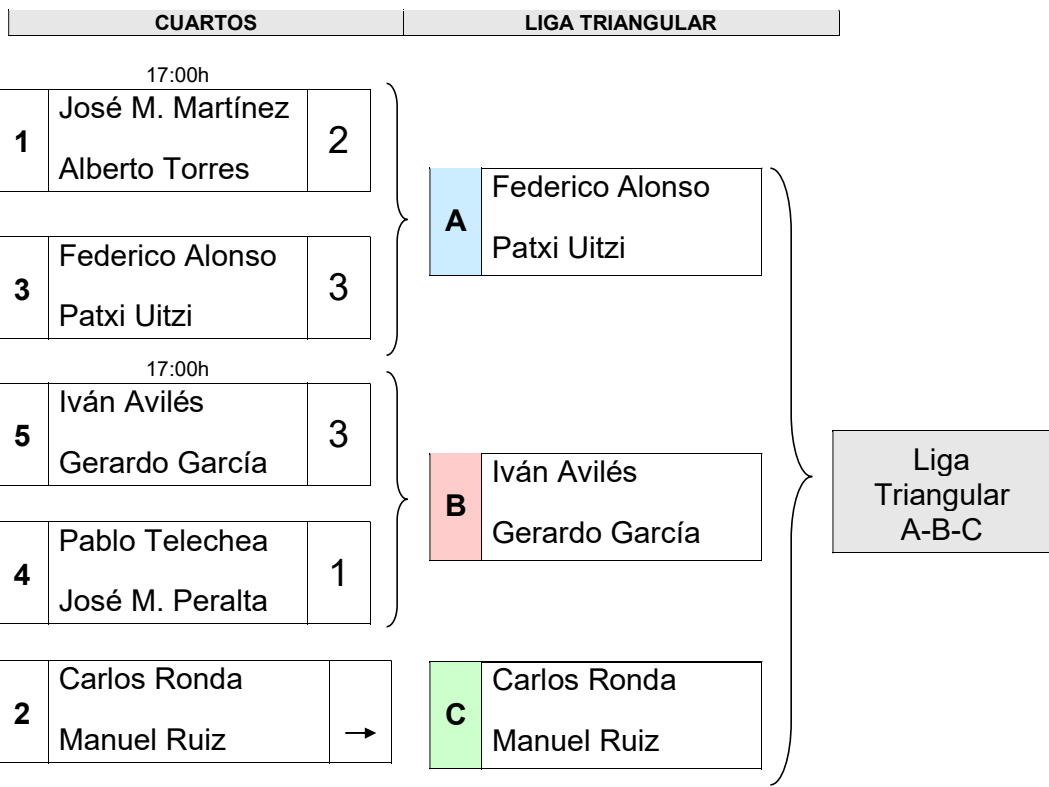 CUARTOS
LIGA TRIANGULAR
17:00h
1
José M. Martínez
Alberto Torres
2
3
Federico Alonso
Patxi Uitzi
3
A
Federico Alonso
Patxi Uitzi
17:00h
5
Iván Avilés
Gerardo García
3
4
Pablo Telechea
José M. Peralta
1
B
Iván Avilés
Gerardo García
2
Carlos Ronda
Manuel Ruiz
→
C
Carlos Ronda
Manuel Ruiz
Liga
Triangular
A-B-C